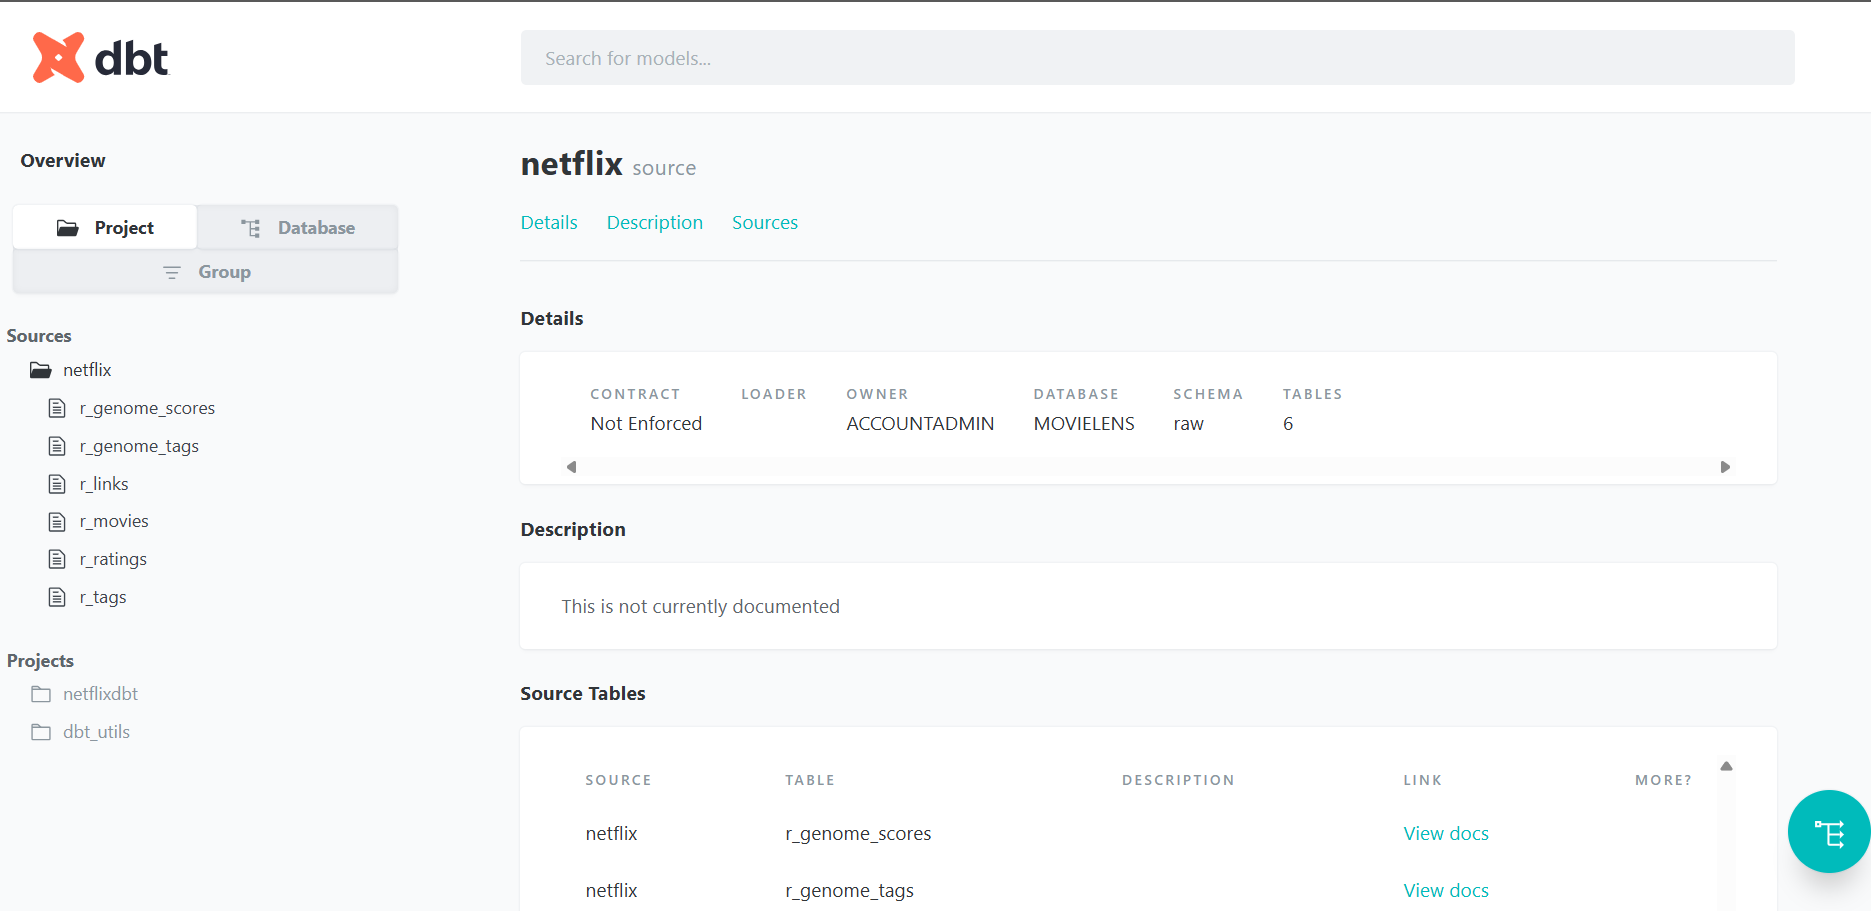 dbt
Search for models...
Overview
Project
Database
Group
Sources
netflix
r_genome_scores
r_genome_tags
r_links
r_movies
r_ratings
r_tags
Projects
netflixdbt
dbt_utils
netflix source
Details Description Sources
Details
CONTRACT LOADER OWNER DATABASE SCHEMA TABLES
Not Enforced ACCOUNTADMIN MOVIELENS raw 6
Description
This is not currently documented
Source Tables
SOURCE TABLE DESCRIPTION LINK MORE?
netflix r_genome_scores View docs
netflix r_genome_tags View docs